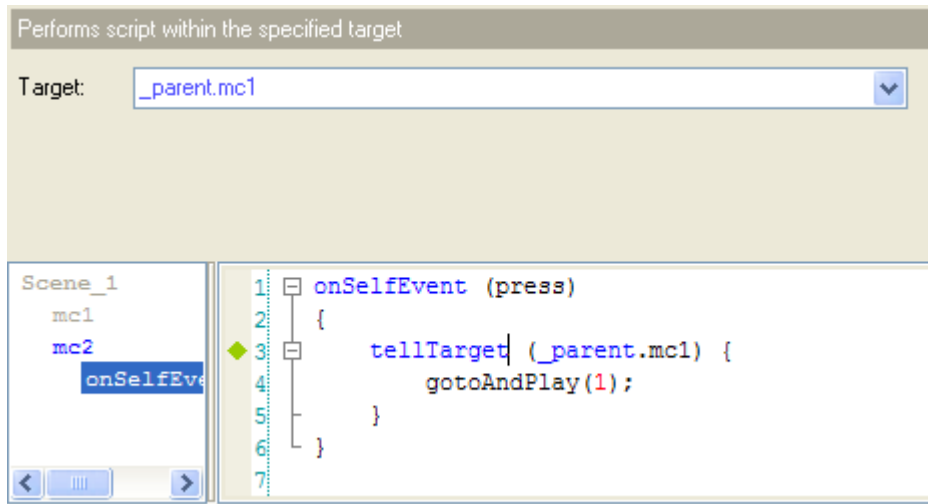 Performs script within the specified target
Target: _parent.mc1
Scene_1
mc1
mc2
onSelfEve
1 onSelfEvent (press)
2 {
3 tellTarget (_parent.mc1) {
4 gotoAndPlay(1);
5 }
6 }
7